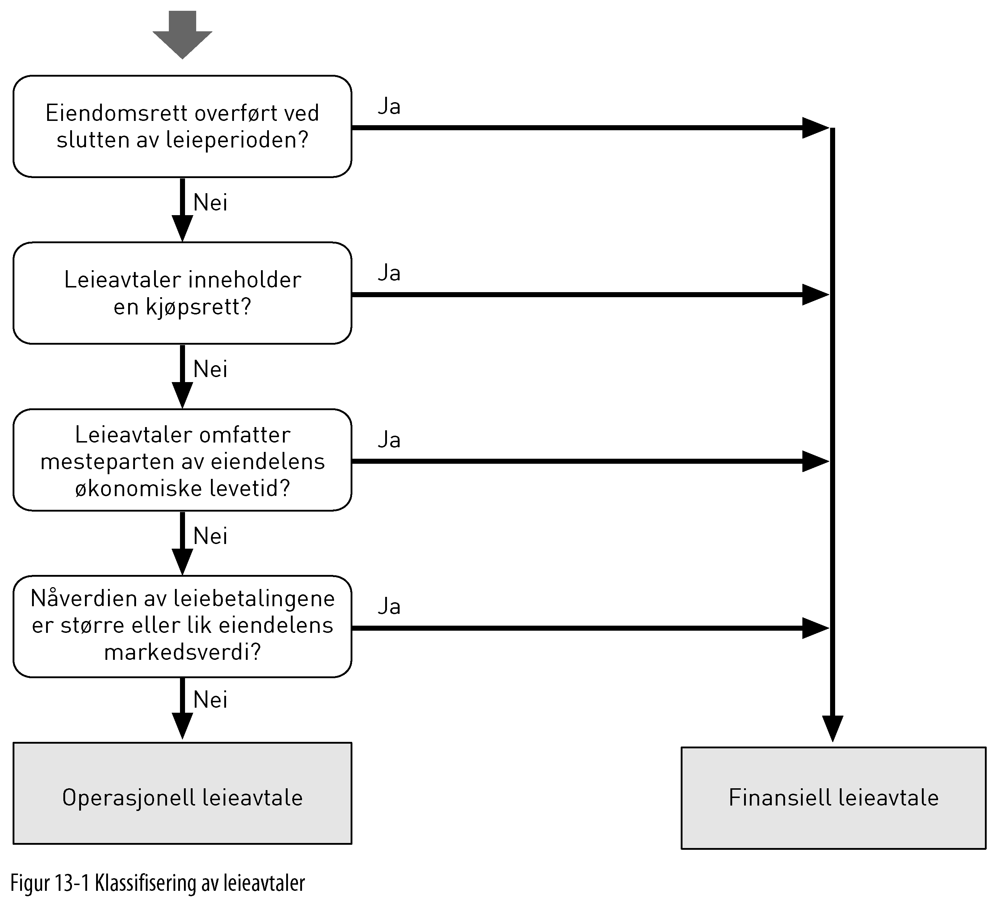 Eiendomsrett overført ved
slutten av leieperioden?
Ja
Nei
Leieavtaler inneholder
en kjøpsrett?
Ja
Nei
Leieavtaler omfatter
mesteparten av eiendelens
økonomiske levetid?
Ja
Nei
Nåverdien av leiebetalingene
er større eller lik eiendelens
markedsverdi?
Ja
Nei
Operasjonell leieavtale
Finansiell leieavtale
Figur 13-1 Klassifisering av leieavtaler